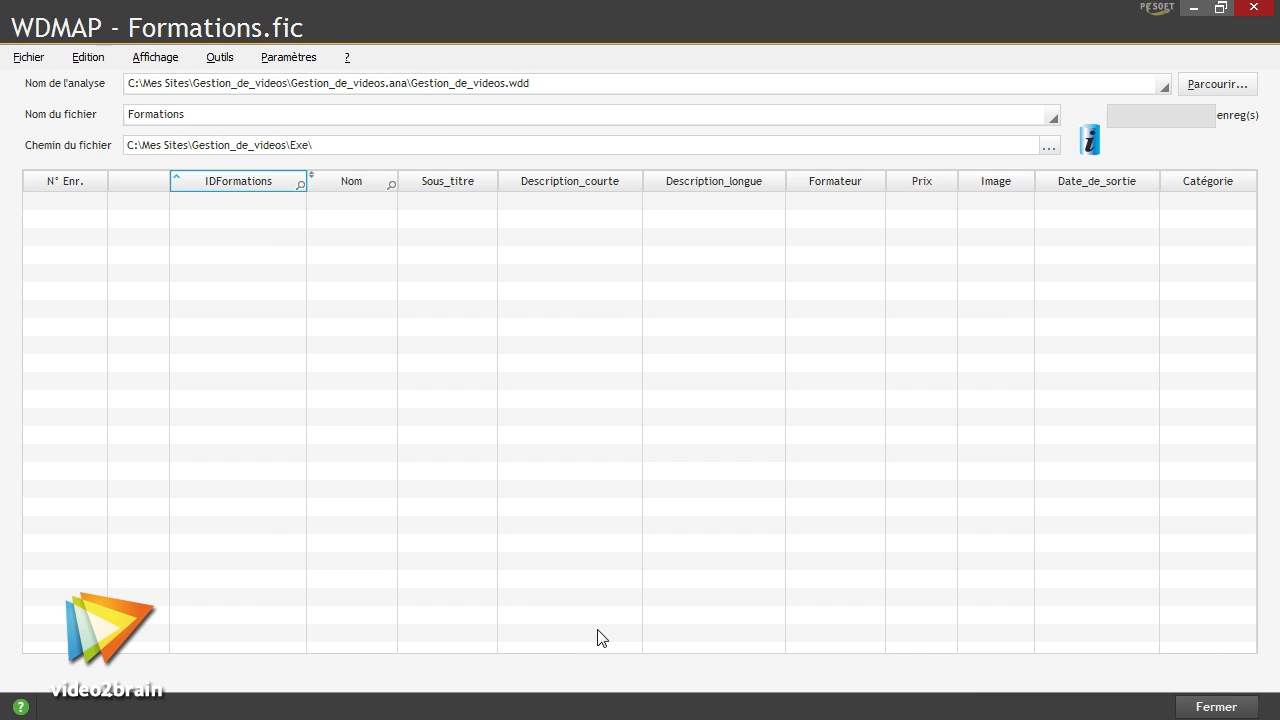 PC SOFT
WDMAP - Formations.fic
Fichier Edition Affichage Outils Paramètres ?
Nom de l'analyse C:\Mes Sites\Gestion_de_videos\Gestion_de_videos.ana\Gestion_de_videos.wdd Parcourir...
Nom du fichier Formations enreg(s)
Chemin du fichier C:\Mes Sites\Gestion_de_videos\Exe\ ...
N° Enr. IDFormations Nom Sous_titre Description_courte Description_longue Formateur Prix Image Date_de_sortie Catégorie
video2brain
? Fermer